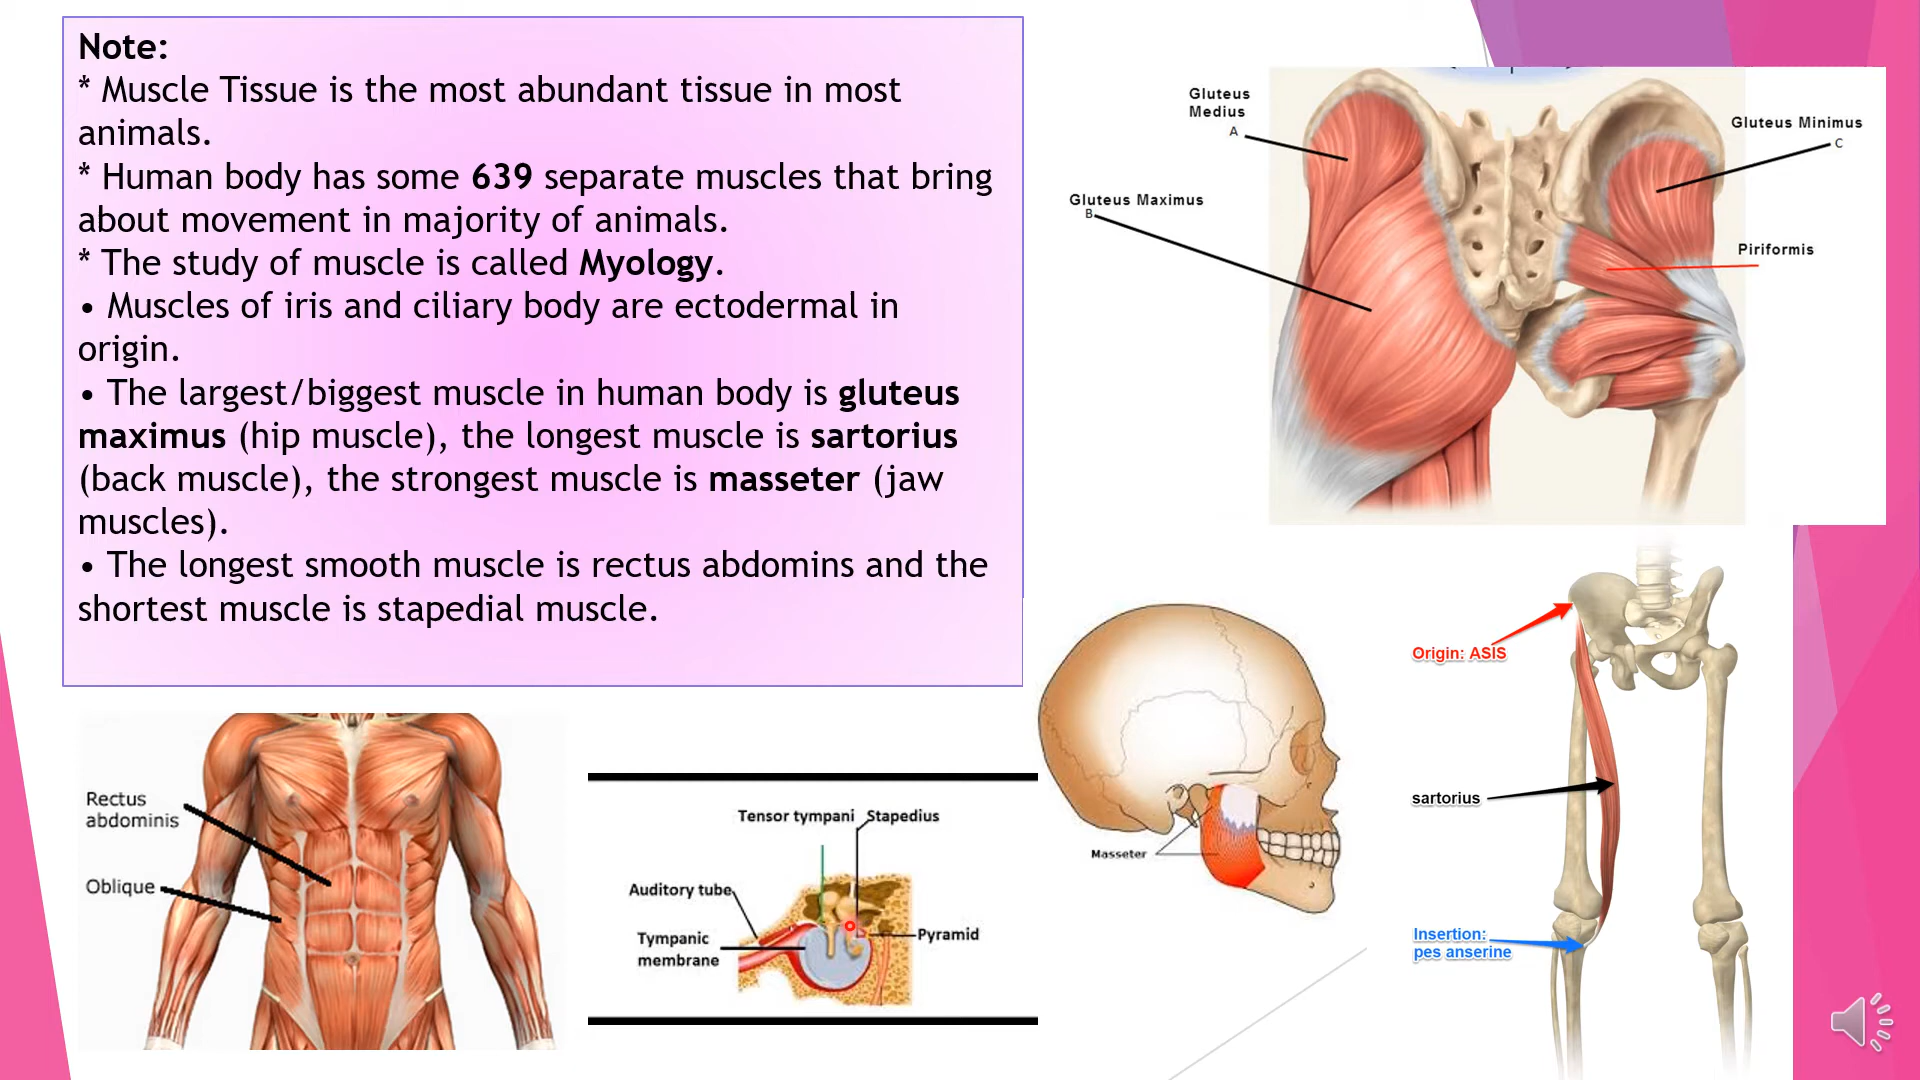 Note:
* Muscle Tissue is the most abundant tissue in most
animals.
* Human body has some 639 separate muscles that bring
about movement in majority of animals.
* The study of muscle is called Myology.
• Muscles of iris and ciliary body are ectodermal in
origin.
• The largest/biggest muscle in human body is gluteus
maximus (hip muscle), the longest muscle is sartorius
(back muscle), the strongest muscle is masseter (jaw
muscles).
• The longest smooth muscle is rectus abdomins and the
shortest muscle is stapedial muscle.
Gluteus
Medius
A
Gluteus Minimus
C
Gluteus Maximus
B
Piriformis
Origin: ASIS
sartorius
Insertion:
pes anserine
Masseter
Rectus
abdominis
Oblique
Tensor tympani
Stapedius
Auditory tube
Tympanic
membrane
Pyramid